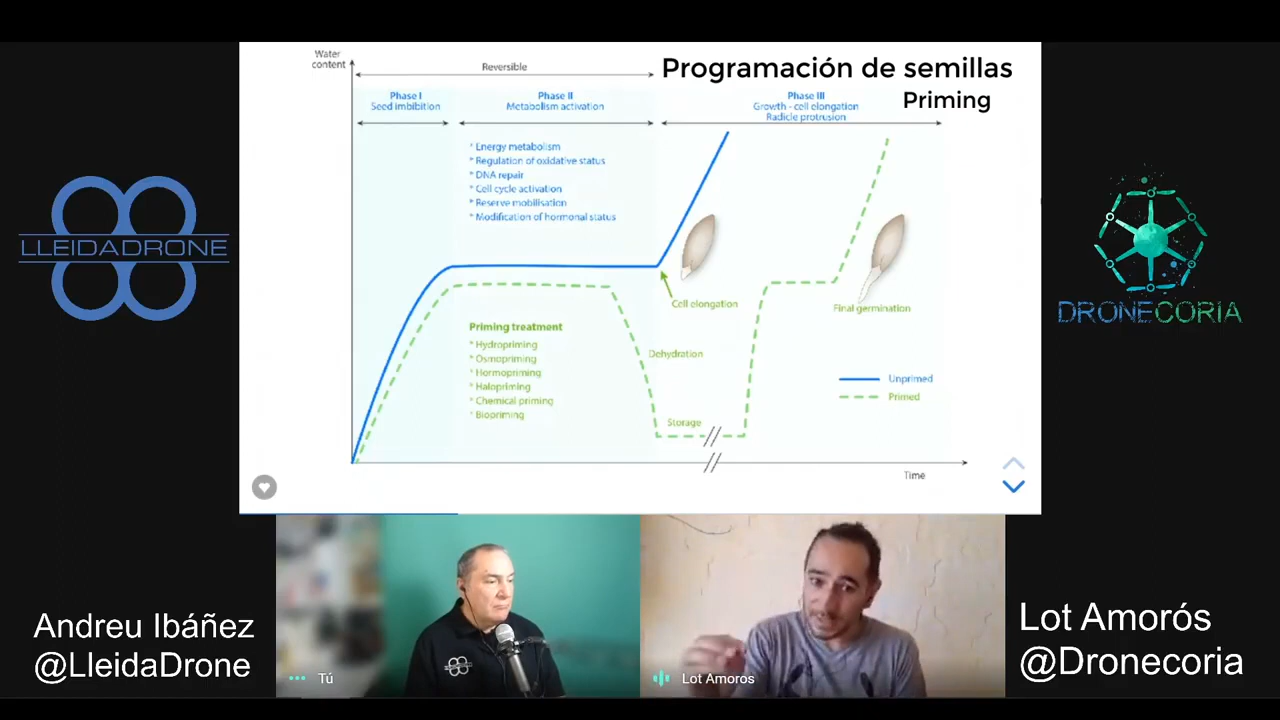 Programación de semillas
Priming
Water
content
Reversible
Phase I
Seed imbibition
Phase II
Metabolism activation
Phase III
Growth - cell elongation
Radicle protrusion
* Energy metabolism
* Regulation of oxidative status
* DNA repair
* Cell cycle activation
* Reserve mobilisation
* Modification of hormonal status
Cell elongation
Final germination
Priming treatment
* Hydropriming
* Osmopriming
* Hormopriming
* Halopriming
* Chemical priming
* Biopriming
Dehydration
Storage
Unprimed
Primed
Time
LLEIDADRONE
DRONECORIA
Andreu Ibáñez
@LleidaDrone
Tú
Lot Amoros
Lot Amorós
@Dronecoria